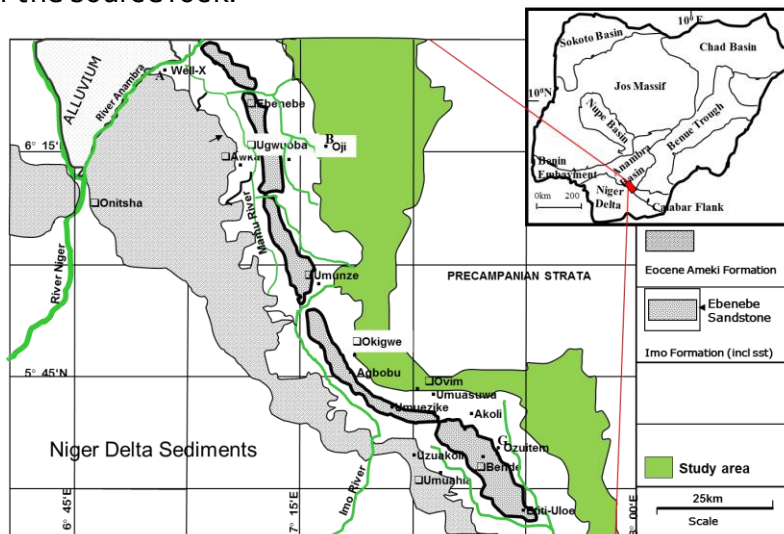 r the source rock.
ALLUVIUM
River Anambra
A
Well-X
Ebenebe
6° 15'
Ugwuoba
B
Oji
Awka
Onitsha
Mamu River
River Niger
Umunze
PRECAMPANIAN STRATA
Okigwe
5° 45'N
Agbobu
Ovim
Umuasuwa
Umuezike
Akoli
Niger Delta Sediments
G
Ozuitem
Uzuakoli
Bende
Imo River
Umuahia
6° 45'E
7° 15'E
8° 00'E
10°E
Sokoto Basin
Chad Basin
10°N
Jos Massif
Nupe Basin
Benue Trough
Benin
Embayment
Anambra
Basin
Niger
Delta
Calabar Flank
0km 200
Eocene Ameki Formation
Ebenebe
Sandstone
Imo Formation (incl sst)
Study area
25km
Scale